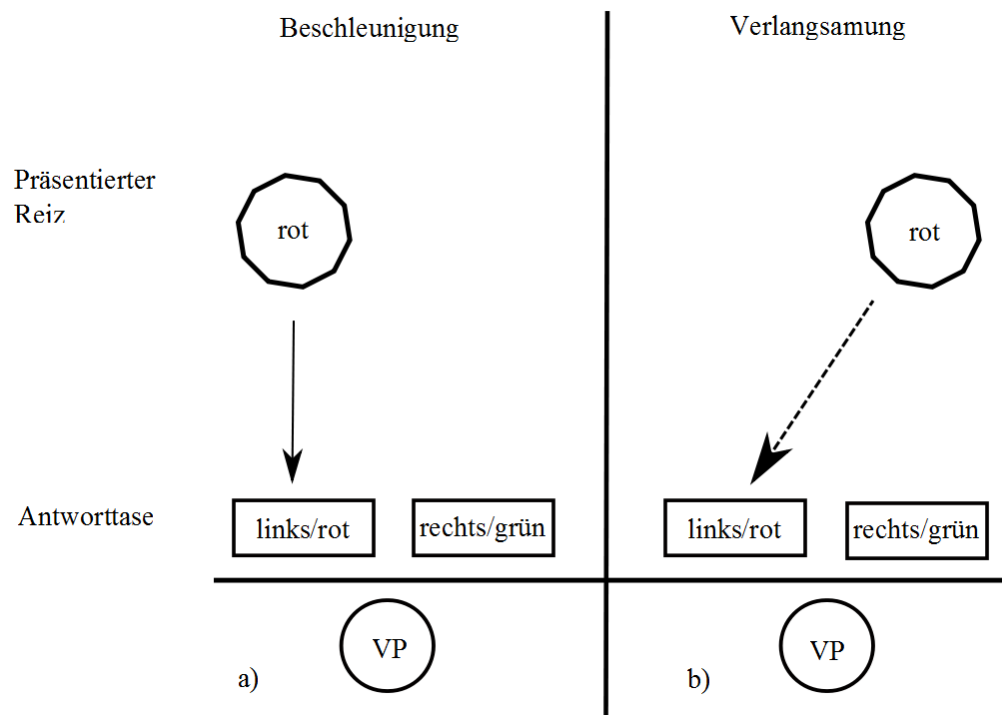 Beschleunigung
Verlangsamung
Präsentierter
Reiz
rot
rot
Antworttase
links/rot
rechts/grün
links/rot
rechts/grün
VP
VP
a)
b)